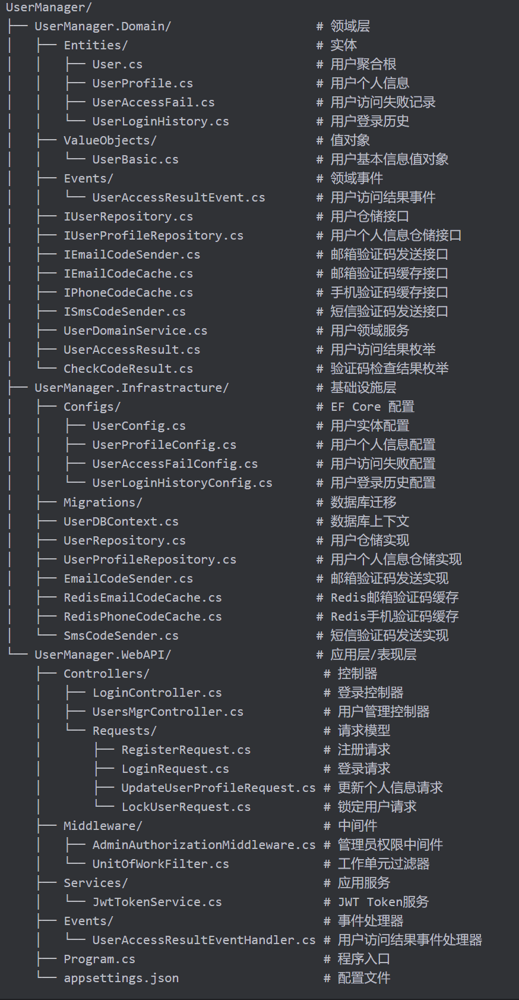 UserManager/
├── UserManager.Domain/                    # 领域层
│   ├── Entities/                          # 实体
│   │   ├── User.cs                        # 用户聚合根
│   │   ├── UserProfile.cs                 # 用户个人信息
│   │   ├── UserAccessFail.cs              # 用户访问失败记录
│   │   └── UserLoginHistory.cs            # 用户登录历史
│   ├── ValueObjects/                      # 值对象
│   │   └── UserBasic.cs                   # 用户基本信息值对象
│   ├── Events/                            # 领域事件
│   │   └── UserAccessResultEvent.cs       # 用户访问结果事件
│   ├── IUserRepository.cs                 # 用户仓储接口
│   ├── IUserProfileRepository.cs          # 用户个人信息仓储接口
│   ├── IEmailCodeSender.cs                # 邮箱验证码发送接口
│   ├── IEmailCodeCache.cs                 # 邮箱验证码缓存接口
│   ├── IPhoneCodeCache.cs                 # 手机验证码缓存接口
│   ├── ISmsCodeSender.cs                  # 短信验证码发送接口
│   ├── UserDomainService.cs               # 用户领域服务
│   ├── UserAccessResult.cs                # 用户访问结果枚举
│   └── CheckCodeResult.cs                 # 验证码检查结果枚举
├── UserManager.Infrastracture/            # 基础设施层
│   ├── Configs/                           # EF Core 配置
│   │   ├── UserConfig.cs                  # 用户实体配置
│   │   ├── UserProfileConfig.cs           # 用户个人信息配置
│   │   ├── UserAccessFailConfig.cs        # 用户访问失败配置
│   │   └── UserLoginHistoryConfig.cs      # 用户登录历史配置
│   ├── Migrations/                        # 数据库迁移
│   ├── UserDBContext.cs                   # 数据库上下文
│   ├── UserRepository.cs                  # 用户仓储实现
│   ├── UserProfileRepository.cs           # 用户个人信息仓储实现
│   ├── EmailCodeSender.cs                 # 邮箱验证码发送实现
│   ├── RedisEmailCodeCache.cs             # Redis邮箱验证码缓存
│   ├── RedisPhoneCodeCache.cs             # Redis手机验证码缓存
│   └── SmsCodeSender.cs                   # 短信验证码发送实现
└── UserManager.WebAPI/                    # 应用层/表现层
    ├── Controllers/                        # 控制器
    │   ├── LoginController.cs              # 登录控制器
    │   ├── UsersMgrController.cs           # 用户管理控制器
    │   └── Requests/                       # 请求模型
    │       ├── RegisterRequest.cs          # 注册请求
    │       ├── LoginRequest.cs             # 登录请求
    │       ├── UpdateUserProfileRequest.cs # 更新个人信息请求
    │       └── LockUserRequest.cs          # 锁定用户请求
    ├── Middleware/                         # 中间件
    │   ├── AdminAuthorizationMiddleware.cs # 管理员权限中间件
    │   └── UnitOfWorkFilter.cs             # 工作单元过滤器
    ├── Services/                           # 应用服务
    │   └── JwtTokenService.cs              # JWT Token服务
    ├── Events/                             # 事件处理器
    │   └── UserAccessResultEventHandler.cs # 用户访问结果事件处理器
    ├── Program.cs                          # 程序入口
    └── appsettings.json                    # 配置文件